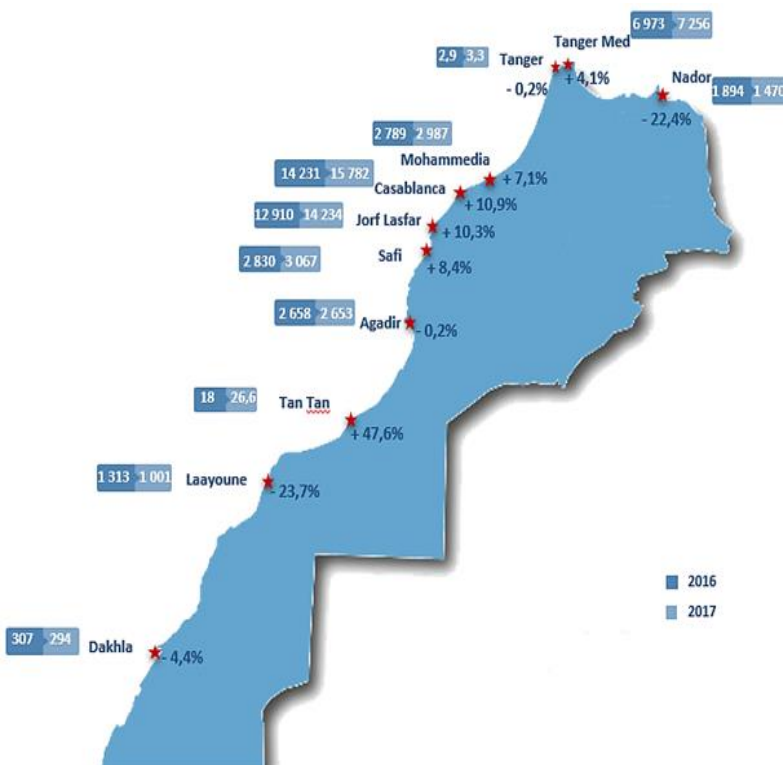 6 973 7 256
Tanger Med
2,9 3,3
Tanger
- 0,2%
+ 4,1%
Nador
1 894 1 470
- 22,4%
2 789 2 987
Mohammedia
+ 7,1%
14 231 15 782
Casablanca
+ 10,9%
12 910 14 234
Jorf Lasfar
+ 10,3%
2 830 3 067
Safi
+ 8,4%
2 658 2 653
Agadir
- 0,2%
18 26,6
Tan Tan
+ 47,6%
1 313 1 001
Laayoune
- 23,7%
2016
2017
307 294
Dakhla
- 4,4%